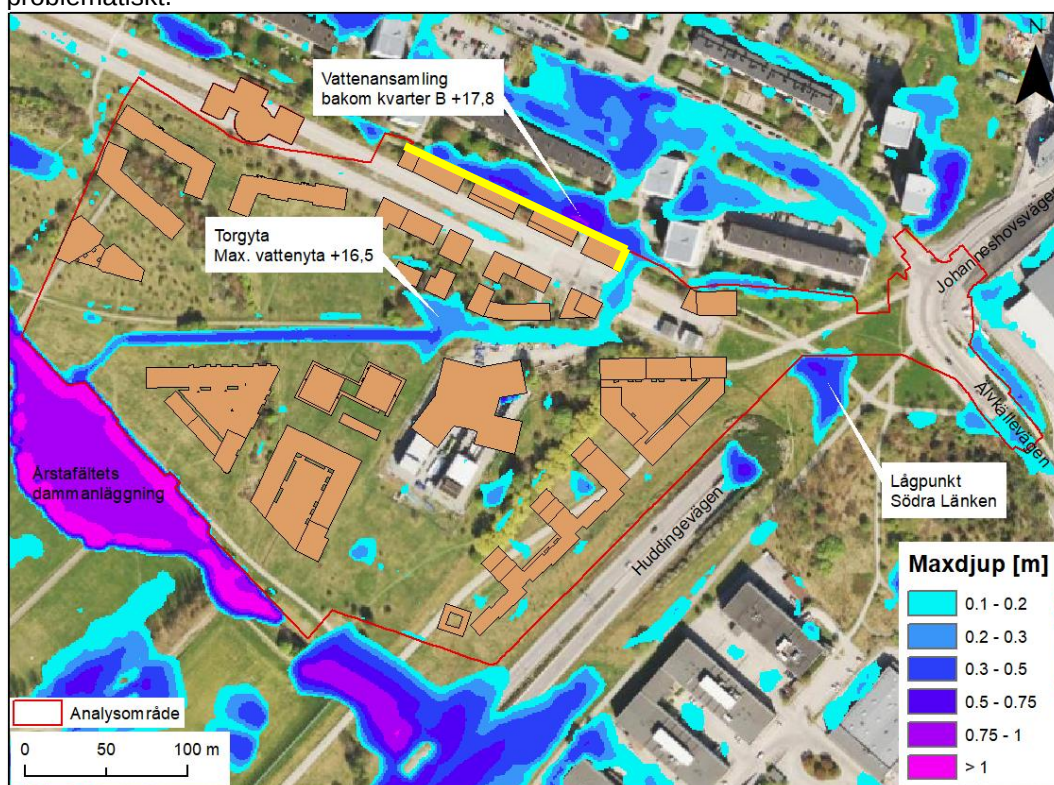 problematiskt.
N
Vattenansamling
bakom kvarter B +17,8
Johanneshovsvägen
Torgyta
Max. vattenyta +16,5
Älvkällevägen
Årstafältets
dammanläggning
Lågpunkt
Södra Länken
Huddingevägen
Maxdjup [m]
0.1 - 0.2
0.2 - 0.3
0.3 - 0.5
0.5 - 0.75
0.75 - 1
> 1
Analysområde
0 50 100 m